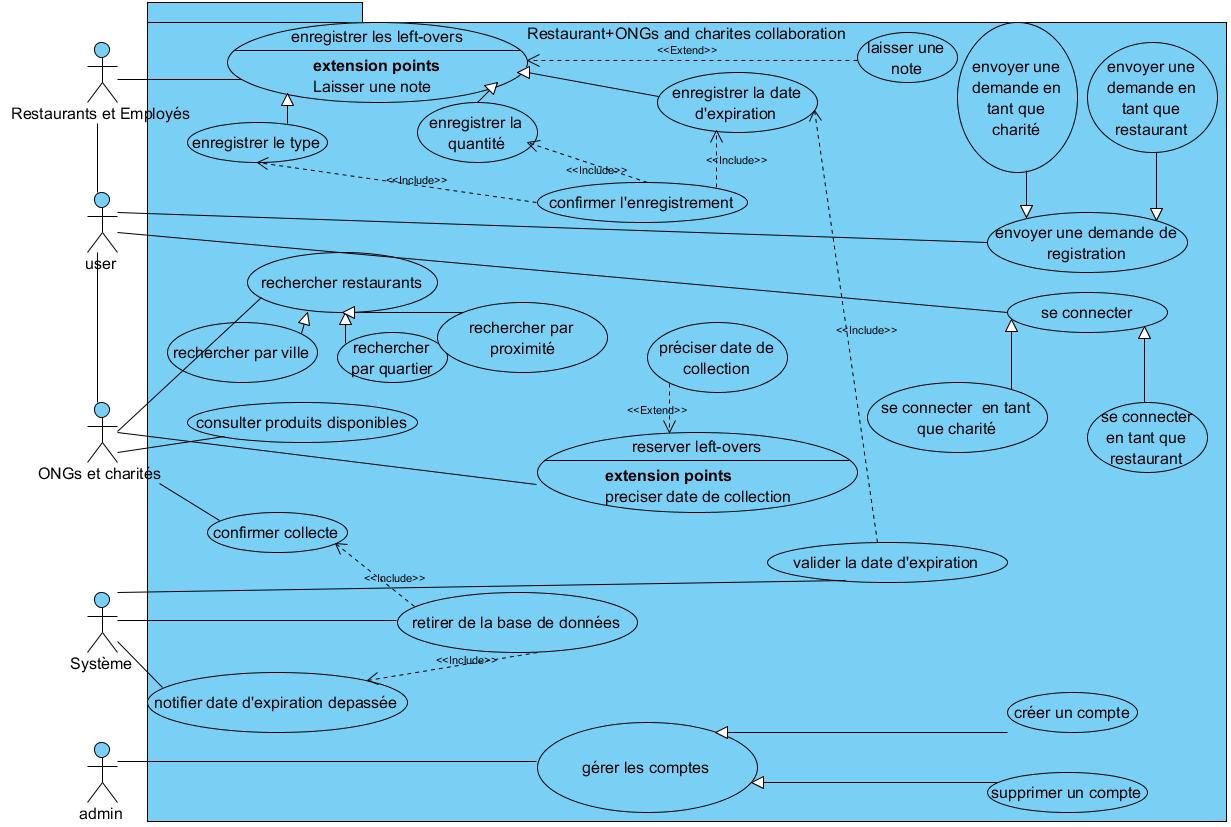 Restaurant+ONGs and charites collaboration
enregistrer les left-overs
extension points
Laisser une note
<<Extend>>
laisser une
note
envoyer une
demande en
tant que
charité
envoyer une
demande en
tant que
restaurant
Restaurants et Employés
enregistrer la date
d'expiration
enregistrer la
quantité
enregistrer le type
<<Include>>
<<Include>>
<<Include>>
confirmer l'enregistrement
user
envoyer une demande de
registration
rechercher restaurants
se connecter
rechercher par ville
rechercher
par quartier
rechercher par
proximité
<<Include>>
préciser date de
collection
<<Extend>>
se connecter  en tant
que charité
se connecter
en tant que
restaurant
consulter produits disponibles
ONGs et charités
reserver left-overs
extension points
preciser date de collection
confirmer collecte
valider la date d'expiration
<<Include>>
retirer de la base de données
Système
<<Include>>
notifier date d'expiration depassée
créer un compte
gérer les comptes
supprimer un compte
admin